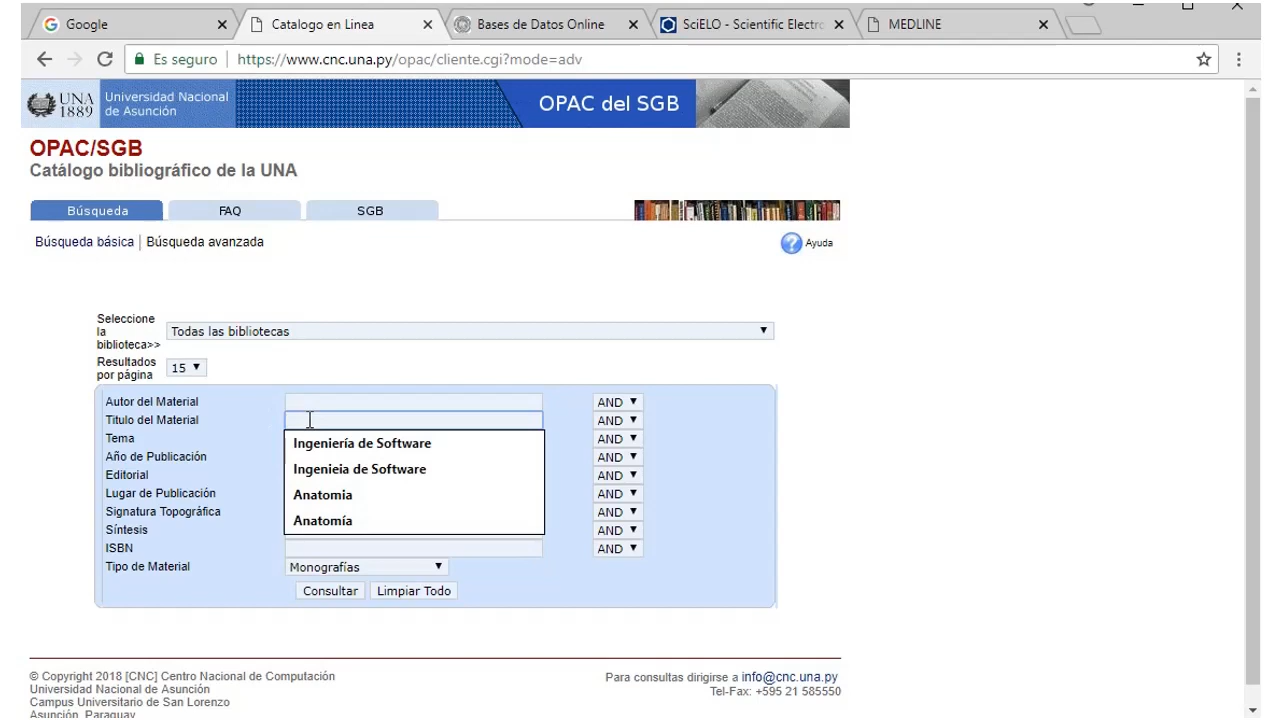 Google
Catalogo en Linea
Bases de Datos Online
SciELO - Scientific Electro
MEDLINE
Es seguro
https://www.cnc.una.py/opac/cliente.cgi?mode=adv
UNA
1889
Universidad Nacional
de Asunción
OPAC del SGB
OPAC/SGB
Catálogo bibliográfico de la UNA
Búsqueda
FAQ
SGB
Búsqueda básica | Búsqueda avanzada
Ayuda
Seleccione
la
biblioteca>>
Todas las bibliotecas
Resultados
por página
15
Autor del Material AND
Titulo del Material AND
Tema AND
Año de Publicación AND
Editorial AND
Lugar de Publicación AND
Signatura Topográfica AND
Síntesis AND
ISBN AND
Ingeniería de Software
Ingenieia de Software
Anatomia
Anatomía
Tipo de Material Monografías
Consultar Limpiar Todo
© Copyright 2018 [CNC] Centro Nacional de Computación
Universidad Nacional de Asunción
Campus Universitario de San Lorenzo
Asunción, Paraguay
Para consultas dirigirse a info@cnc.una.py
Tel-Fax: +595 21 585550